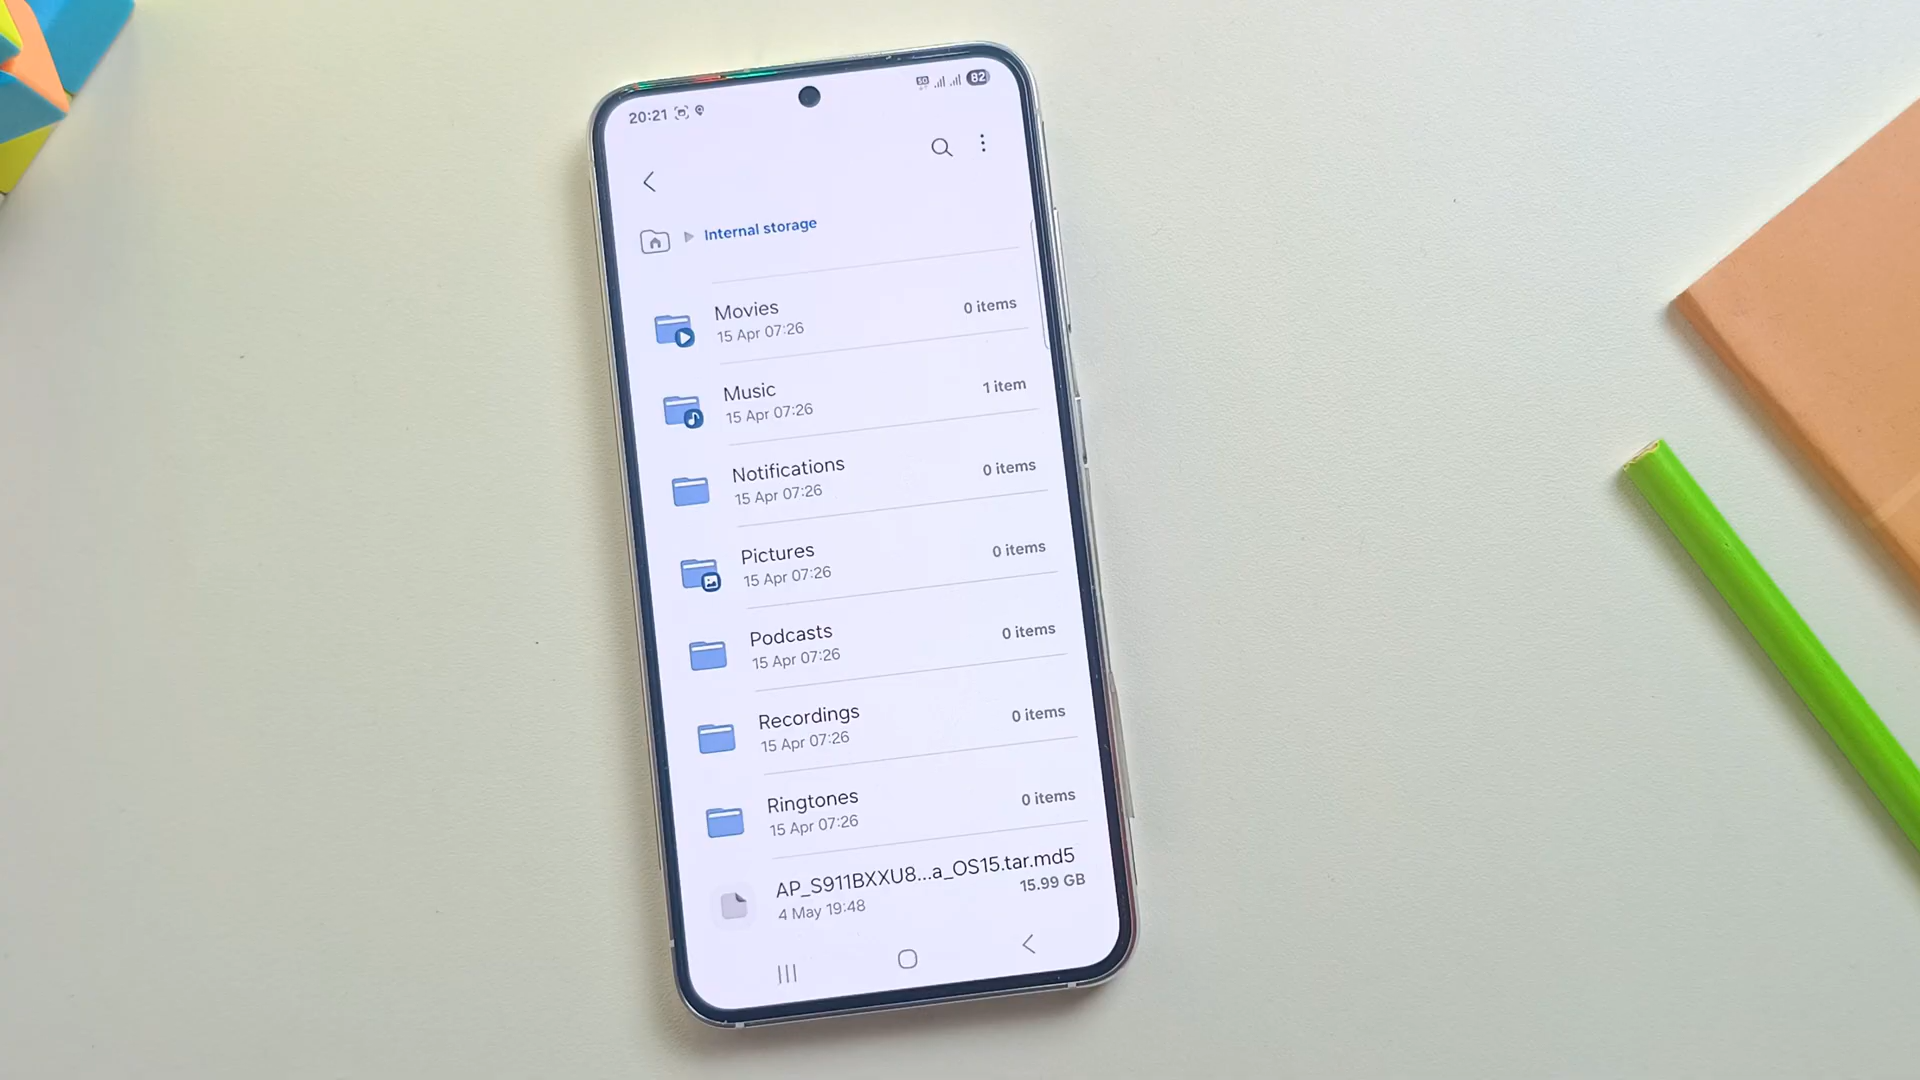 20:21
5G
82
Internal storage
Movies
0 items
15 Apr 07:26
Music
1 item
15 Apr 07:26
Notifications
0 items
15 Apr 07:26
Pictures
0 items
15 Apr 07:26
Podcasts
0 items
15 Apr 07:26
Recordings
0 items
15 Apr 07:26
Ringtones
0 items
15 Apr 07:26
AP_S911BXXU8...a_OS15.tar.md5
15.99 GB
4 May 19:48